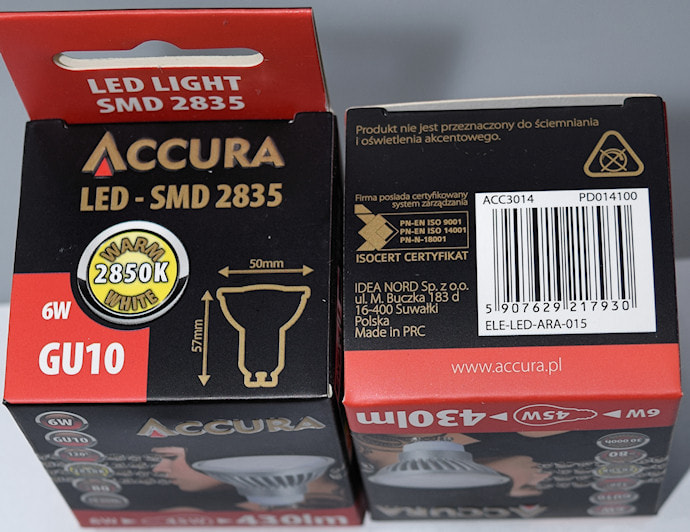 LED LIGHT
SMD 2835
ACCURA
LED - SMD 2835
WARM
2850K
WHITE
50mm
57mm
6W
GU10
6W
GU10
ACCURA
430lm
Produkt nie jest przeznaczony do ściemniania
i oświetlenia akcentowego.
Firma posiada certyfikowany
system zarządzania
PN-EN ISO 9001
PN-EN ISO 14001
PN-N-18001
ISOCERT CERTYFIKAT
IDEA NORD Sp. z o.o.
ul. M. Buczka 183 d
16-400 Suwałki
Polska
Made in PRC
ACC3014 PD014100
5 907629 217930
ELE-LED-ARA-015
www.accura.pl
6W 45W 430lm